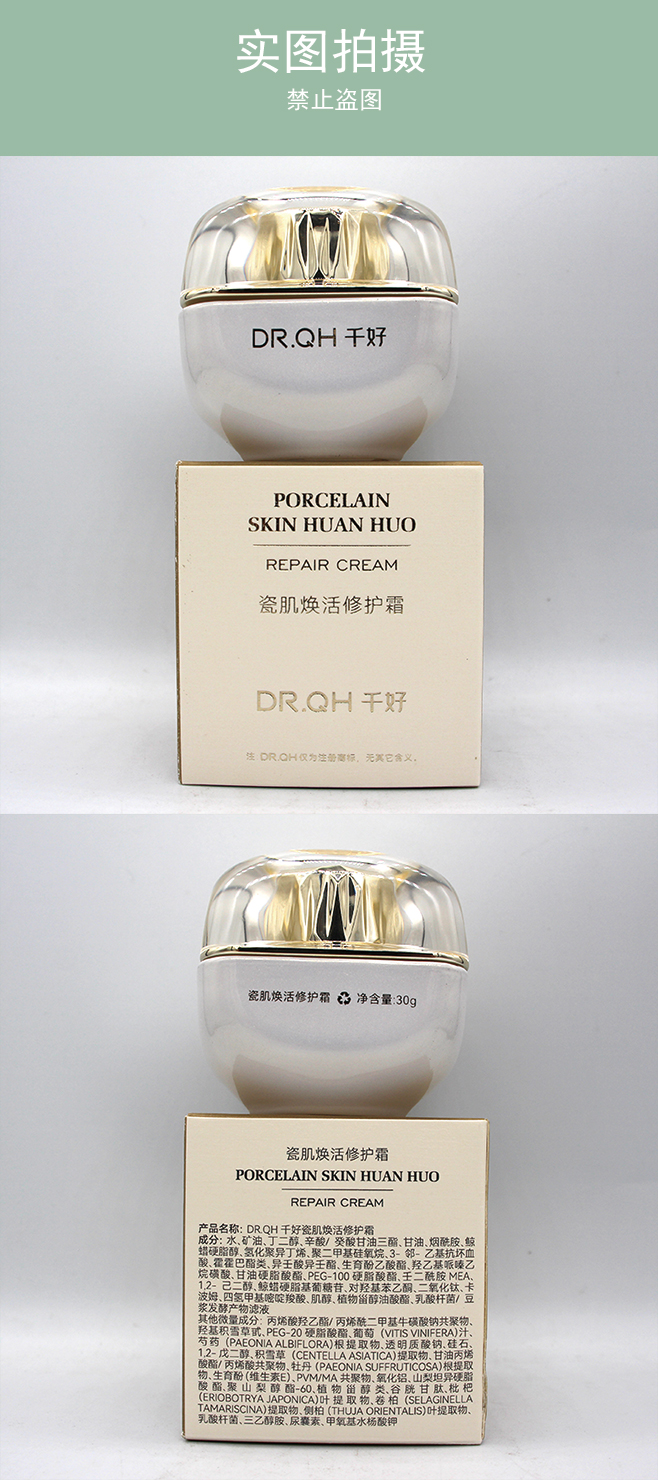 实图拍摄
禁止盗图
DR.QH 千好
PORCELAIN
SKIN HUAN HUO
REPAIR CREAM
瓷肌焕活修护霜
DR.QH 千好
注: DR.QH仅为注册商标、无其它含义。
瓷肌焕活修护霜 净含量:30g
瓷肌焕活修护霜
PORCELAIN SKIN HUAN HUO
REPAIR CREAM
产品名称: DR.QH 千好瓷肌焕活修护霜
成分: 水、矿油、丁二醇、辛酸/ 癸酸甘油三酯、甘油、烟酰胺、鲸
蜡硬脂醇、氢化聚异丁烯、聚二甲基硅氧烷、3- 邻- 乙基抗坏血
酸、霍霍巴酯类、异壬酸异壬酯、生育酚乙酸酯、羟乙基哌嗪乙
烷磺酸、甘油硬脂酸酯、PEG-100 硬脂酸酯、壬二酰胺 MEA、
1,2- 己二醇、鲸蜡硬脂基葡糖苷、对羟基苯乙酮、二氧化钛、卡
波姆、四氢甲基嘧啶羧酸、肌醇、植物甾醇油酸酯、乳酸杆菌/ 豆
浆发酵产物滤液
其他微量成分: 丙烯酸羟乙酯/ 丙烯酰二甲基牛磺酸钠共聚物、
羟基积雪草甙、PEG-20 硬脂酸酯、葡萄 (VITIS VINIFERA)汁、
芍药 (PAEONIA ALBIFLORA)根提取物、透明质酸钠、硅石、
1,2- 戊二醇、积雪草 (CENTELLA ASIATICA)提取物、甘油丙烯
酸酯/ 丙烯酸共聚物、牡丹 (PAEONIA SUFFRUTICOSA)根提取
物、生育酚(维生素E)、PVM/MA 共聚物、氧化铝、山梨坦异硬脂
酸酯、聚山梨醇酯-60、植物甾醇类、谷胱甘肽、枇杷
(ERIOBOTRYA JAPONICA)叶提取物、卷柏 (SELAGINELLA
TAMARISCINA)提取物、侧柏 (THUJA ORIENTALIS)叶提取物、
乳酸杆菌、三乙醇胺、尿囊素、甲氧基水杨酸钾